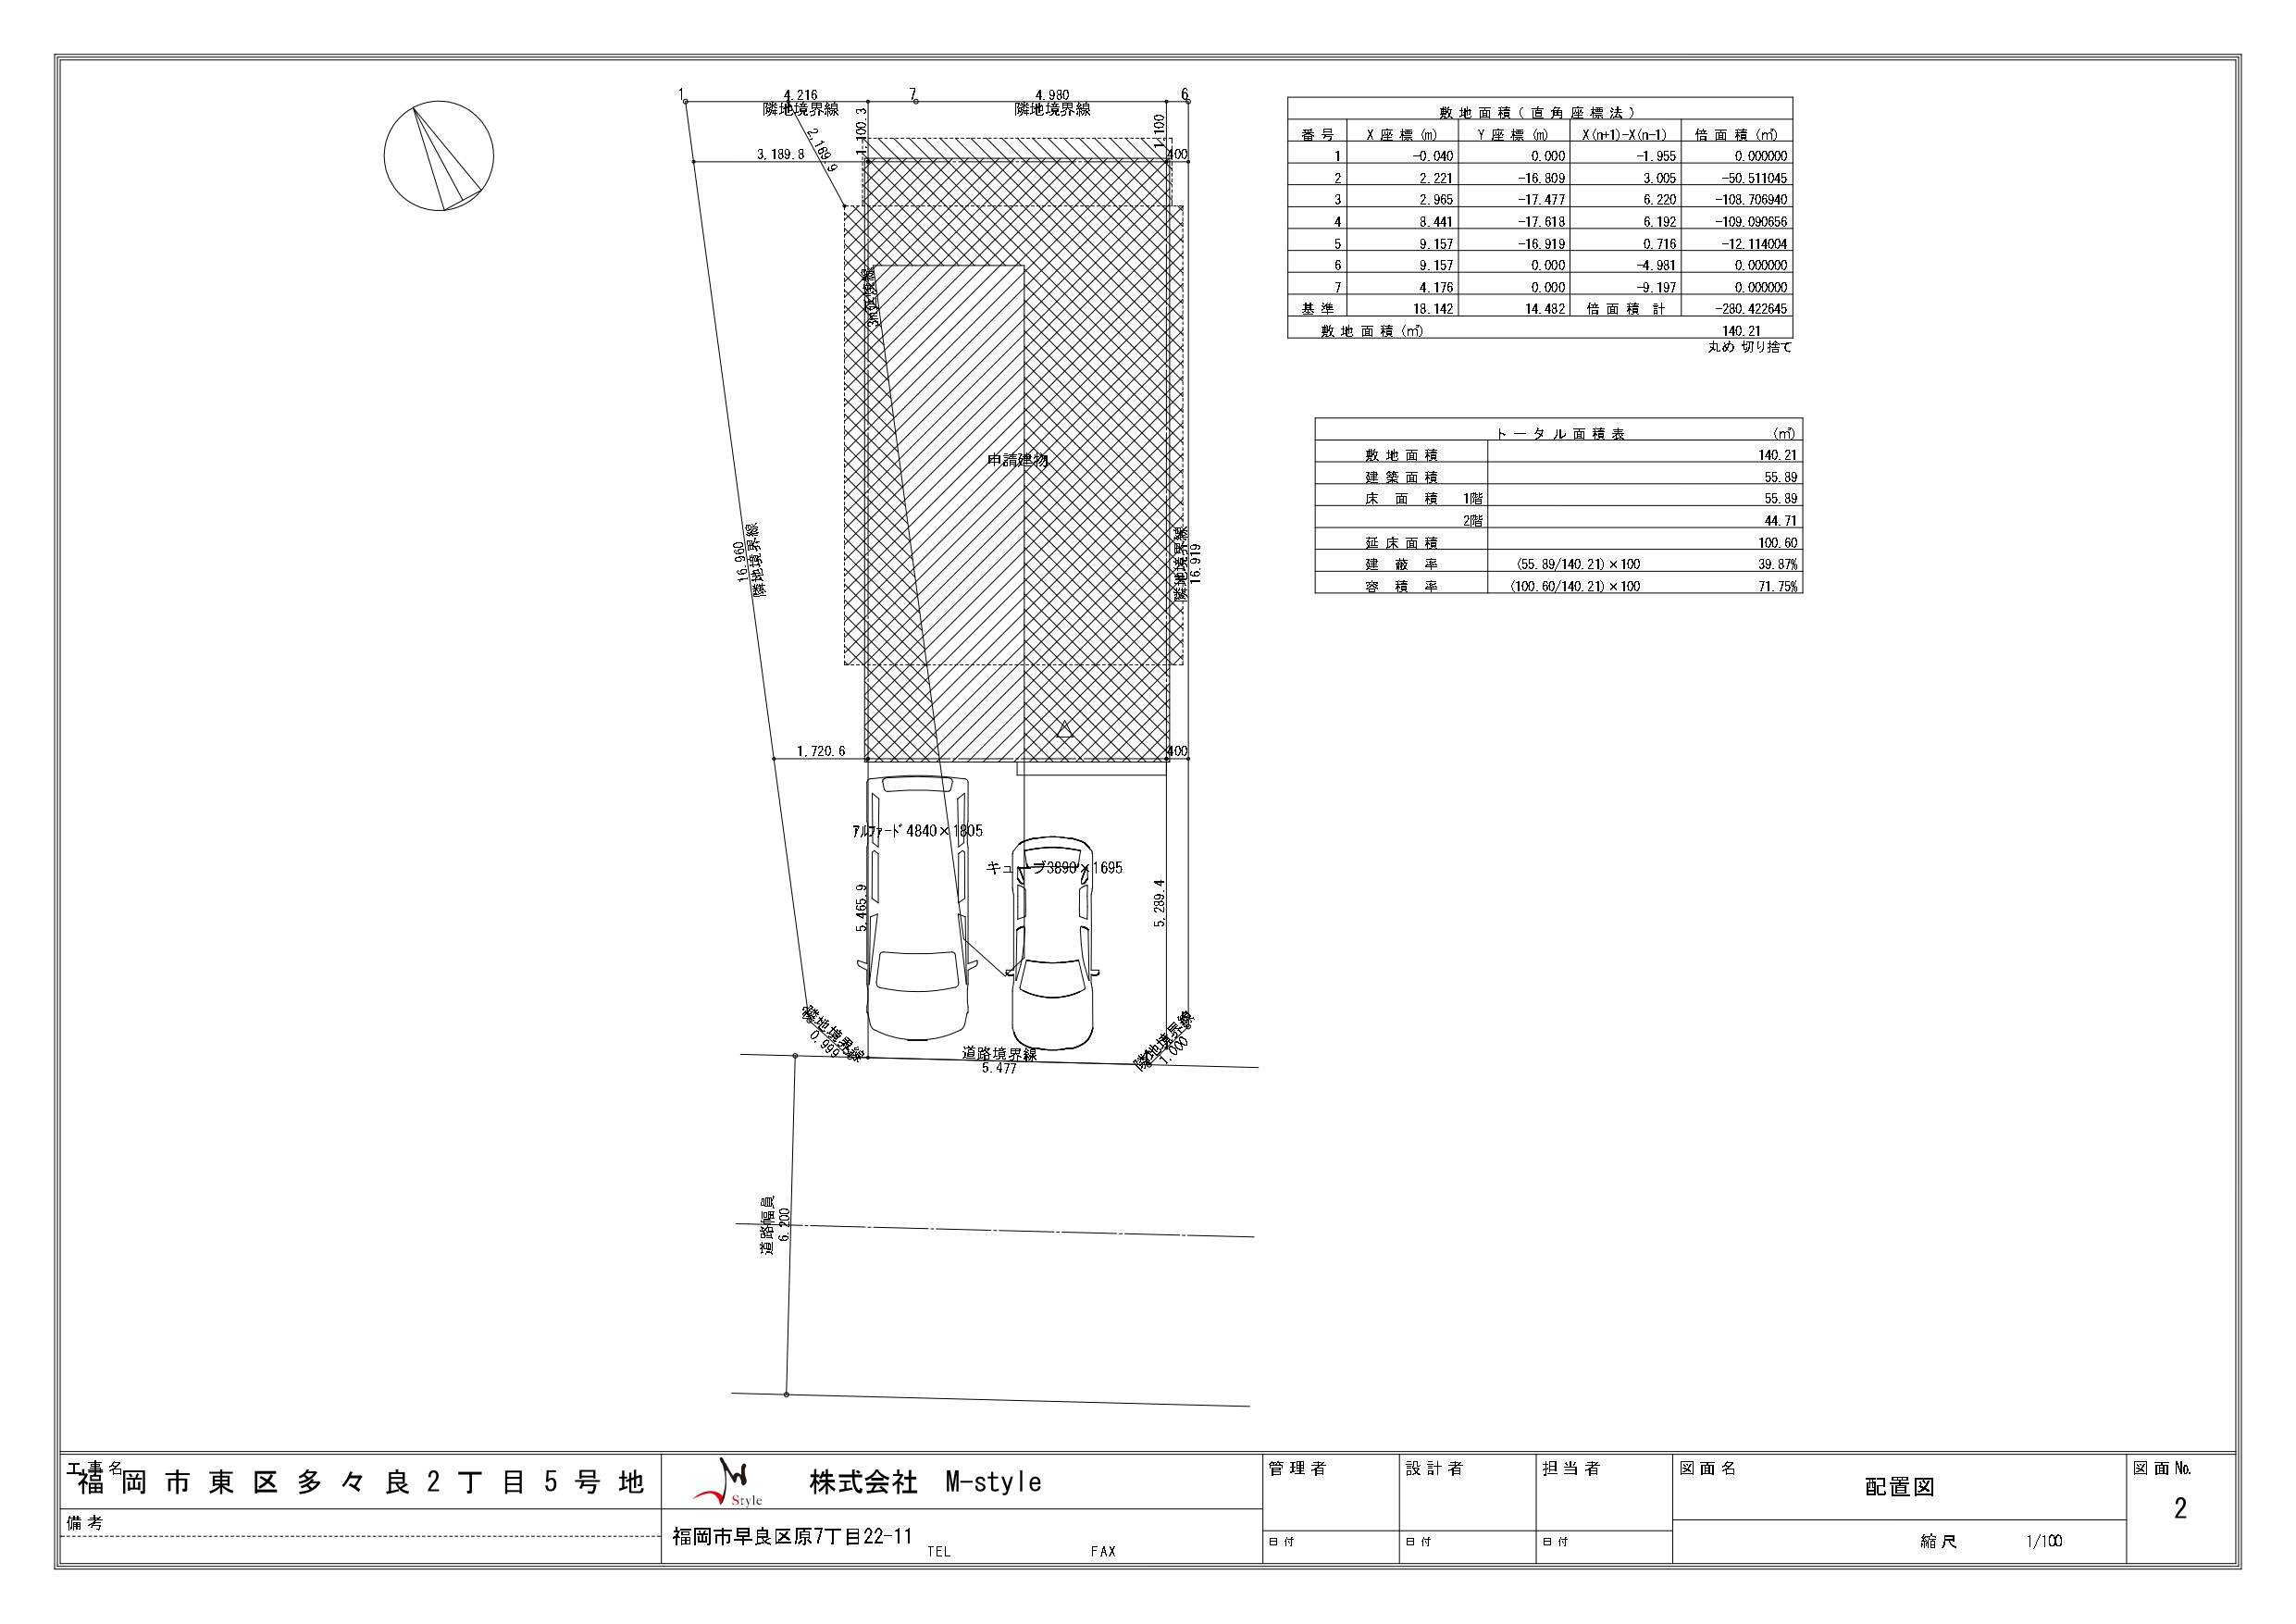 1
4.216
7
4.980
6
隣地境界線
隣地境界線
1,100.3
1,100
2,169.9
3,189.8
400
3m延焼線
申請建物
16.960
隣地境界線
隣地境界線
16.919
1,720.6
400
ｱﾙﾌｧｰﾄﾞ4840×1805
キューブ3890×1695
5,465.9
5,289.4
隣地境界線
0.999
道路境界線
5.477
隣地境界線
1.000
道路幅員
6.200
敷地面積(直角座標法)
番号 X座標(m) Y座標(m) X(n+1)-X(n-1) 倍面積(㎡)
1 -0.040 0.000 -1.955 0.000000
2 2.221 -16.809 3.005 -50.511045
3 2.965 -17.477 6.220 -108.706940
4 8.441 -17.618 6.192 -109.090656
5 9.157 -16.919 0.716 -12.114004
6 9.157 0.000 -4.981 0.000000
7 4.176 0.000 -9.197 0.000000
基準 18.142 14.482 倍面積計 -280.422645
敷地面積(㎡) 140.21
丸め 切り捨て
トータル面積表 (㎡)
敷地面積 140.21
建築面積 55.89
床面積 1階 55.89
2階 44.71
延床面積 100.60
建蔽率 (55.89/140.21)×100 39.87%
容積率 (100.60/140.21)×100 71.75%
工事名
福岡市東区多々良2丁目5号地
備考
Style
株式会社 M-style
福岡市早良区原7丁目22-11
TEL FAX
管理者 設計者 担当者
日付 日付 日付
図面名
配置図
縮尺 1/100
図面No.
2